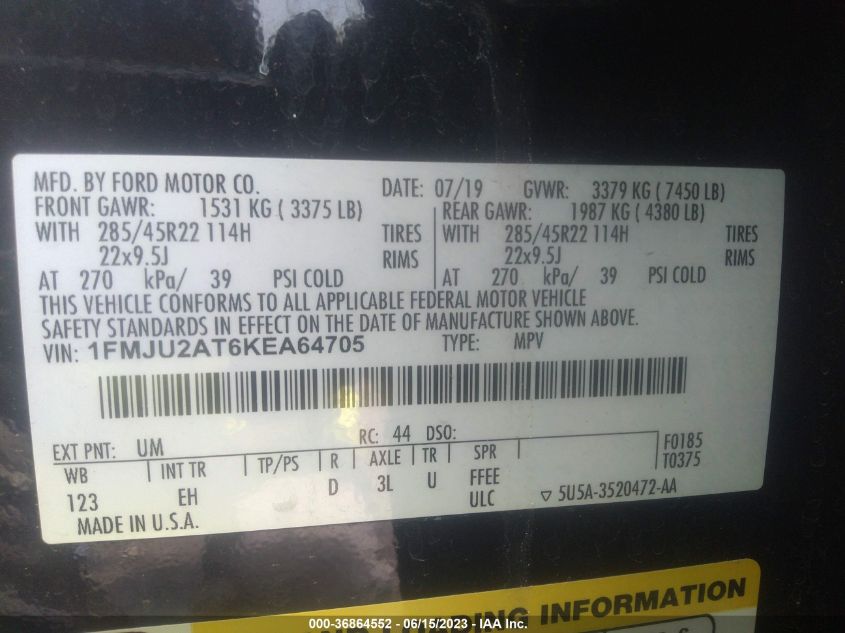 MFD. BY FORD MOTOR CO. DATE: 07/19 GVWR: 3379 KG ( 7450 LB)
FRONT GAWR: 1531 KG ( 3375 LB) REAR GAWR: 1987 KG ( 4380 LB)
WITH 285/45R22 114H TIRES WITH 285/45R22 114H TIRES
22x9.5J RIMS 22x9.5J RIMS
AT 270 kPa/ 39 PSI COLD AT 270 kPa/ 39 PSI COLD
THIS VEHICLE CONFORMS TO ALL APPLICABLE FEDERAL MOTOR VEHICLE
SAFETY STANDARDS IN EFFECT ON THE DATE OF MANUFACTURE SHOWN ABOVE.
VIN: 1FMJU2AT6KEA64705 TYPE: MPV
EXT PNT: UM RC: 44 DSO: F0185
WB INT TR TP/PS R AXLE TR SPR T0375
123 EH D 3L U FFEE
ULC ▽ 5U5A-3520472-AA
MADE IN U.S.A.
LOADING INFORMATION
000-36864552 - 06/15/2023 - IAA Inc.